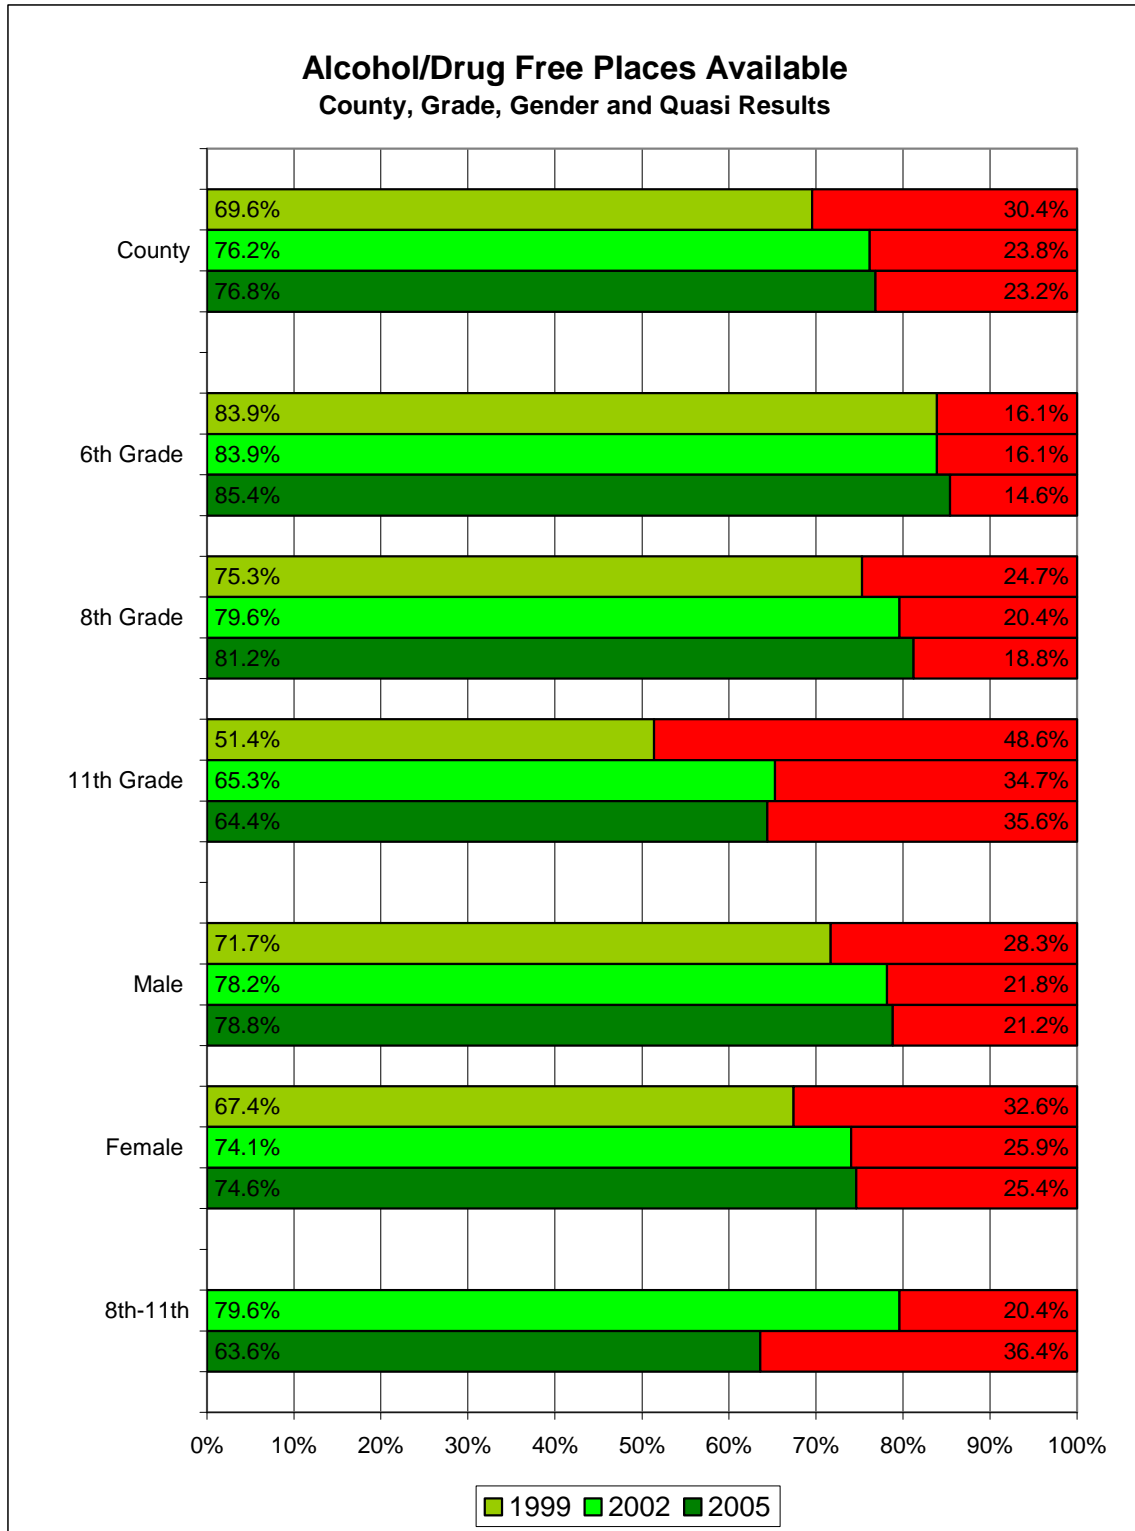 Alcohol/Drug Free Places Available
County, Grade, Gender and Quasi Results
69.6% 30.4%
County 76.2% 23.8%
76.8% 23.2%
83.9% 16.1%
6th Grade 83.9% 16.1%
85.4% 14.6%
75.3% 24.7%
8th Grade 79.6% 20.4%
81.2% 18.8%
51.4% 48.6%
11th Grade 65.3% 34.7%
64.4% 35.6%
71.7% 28.3%
Male 78.2% 21.8%
78.8% 21.2%
67.4% 32.6%
Female 74.1% 25.9%
74.6% 25.4%
8th-11th 79.6% 20.4%
63.6% 36.4%
0% 10% 20% 30% 40% 50% 60% 70% 80% 90% 100%
1999 2002 2005